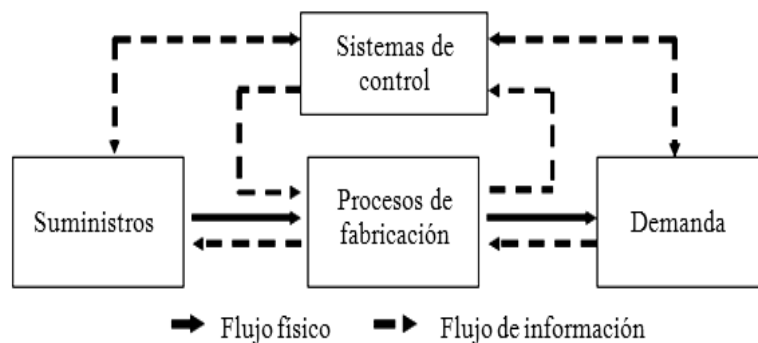 Sistemas de
control
Suministros
Procesos de
fabricación
Demanda
Flujo físico
Flujo de información